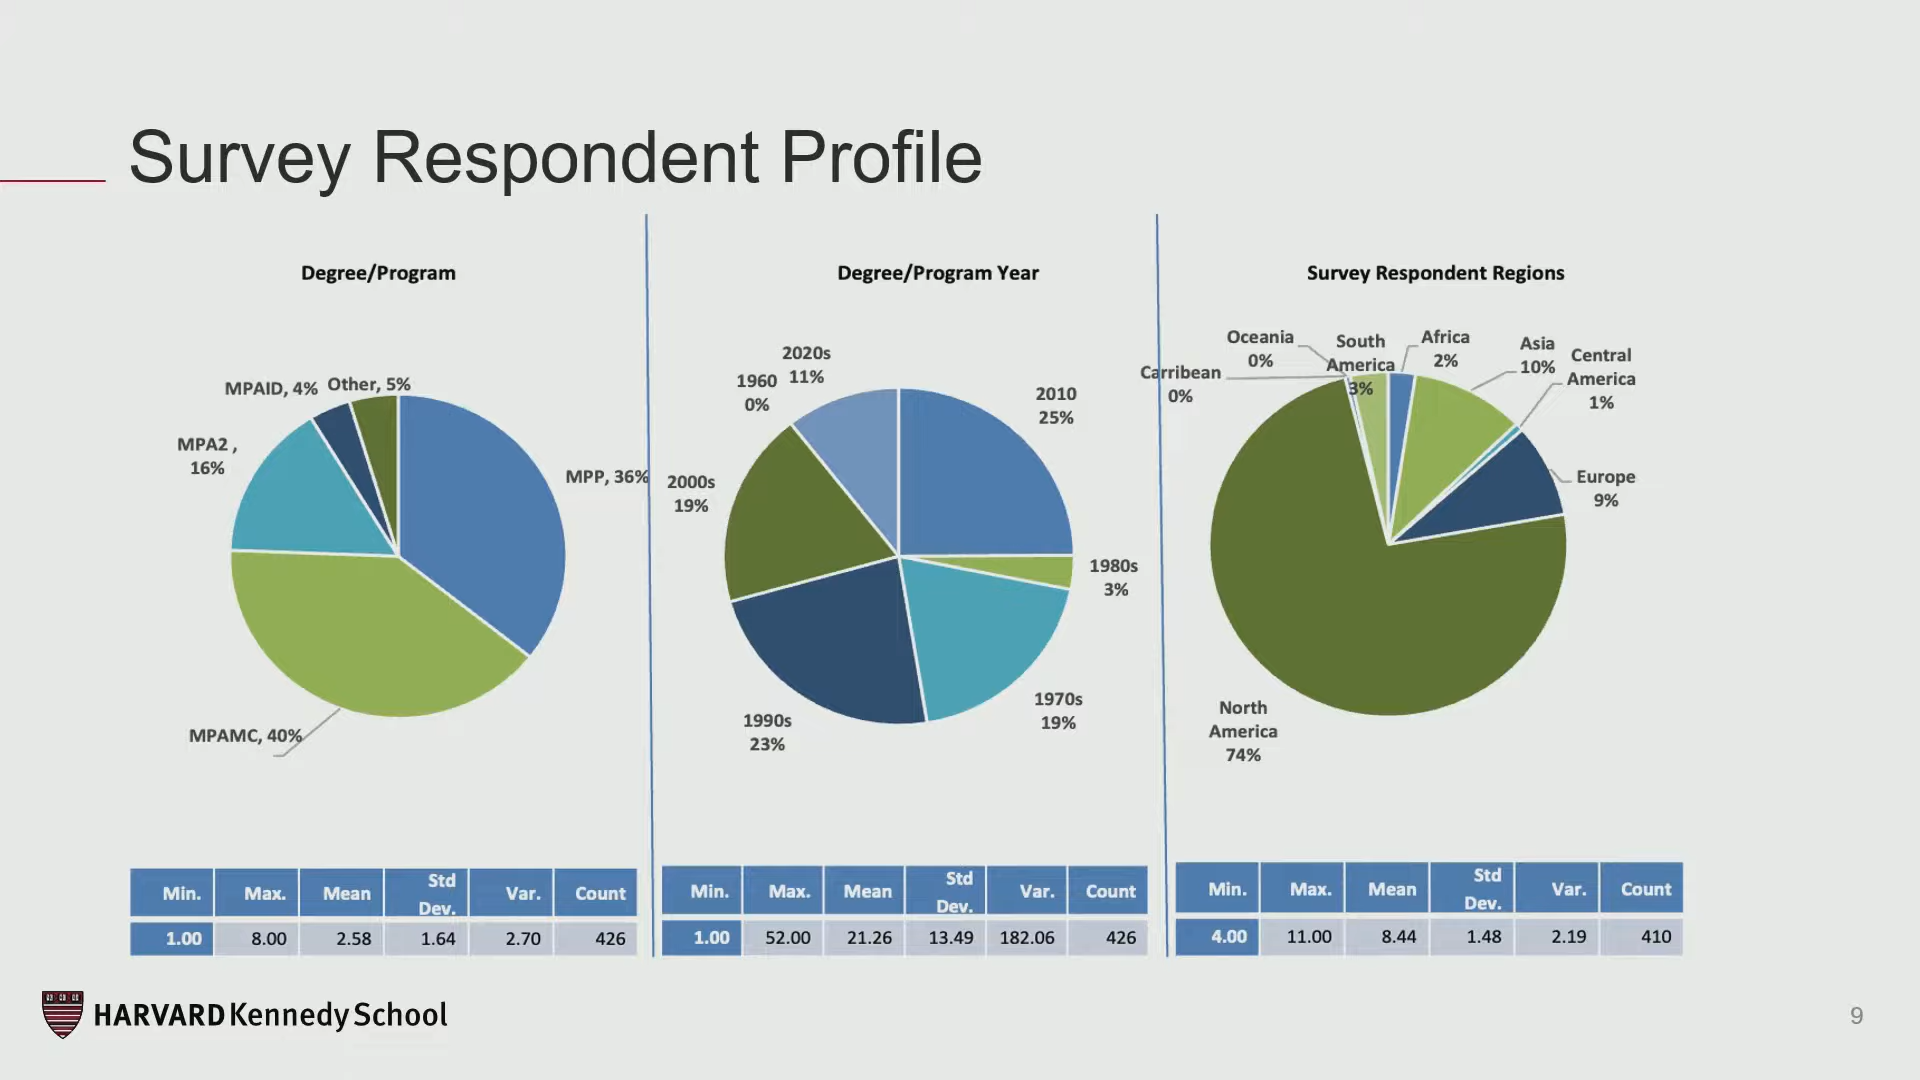 Survey Respondent Profile
Degree/Program
MPAID, 4%
Other, 5%
MPA2 ,
16%
MPP, 36%
MPAMC, 40%
Min. Max. Mean Std Dev. Var. Count
1.00 8.00 2.58 1.64 2.70 426
Degree/Program Year
2020s
11%
1960
0%
2010
25%
2000s
19%
1980s
3%
1970s
19%
1990s
23%
Min. Max. Mean Std Dev. Var. Count
1.00 52.00 21.26 13.49 182.06 426
Survey Respondent Regions
Oceania
0%
South
America
3%
Africa
2%
Asia
10%
Central
America
1%
Carribean
0%
Europe
9%
North
America
74%
Min. Max. Mean Std Dev. Var. Count
4.00 11.00 8.44 1.48 2.19 410
HARVARD Kennedy School
9